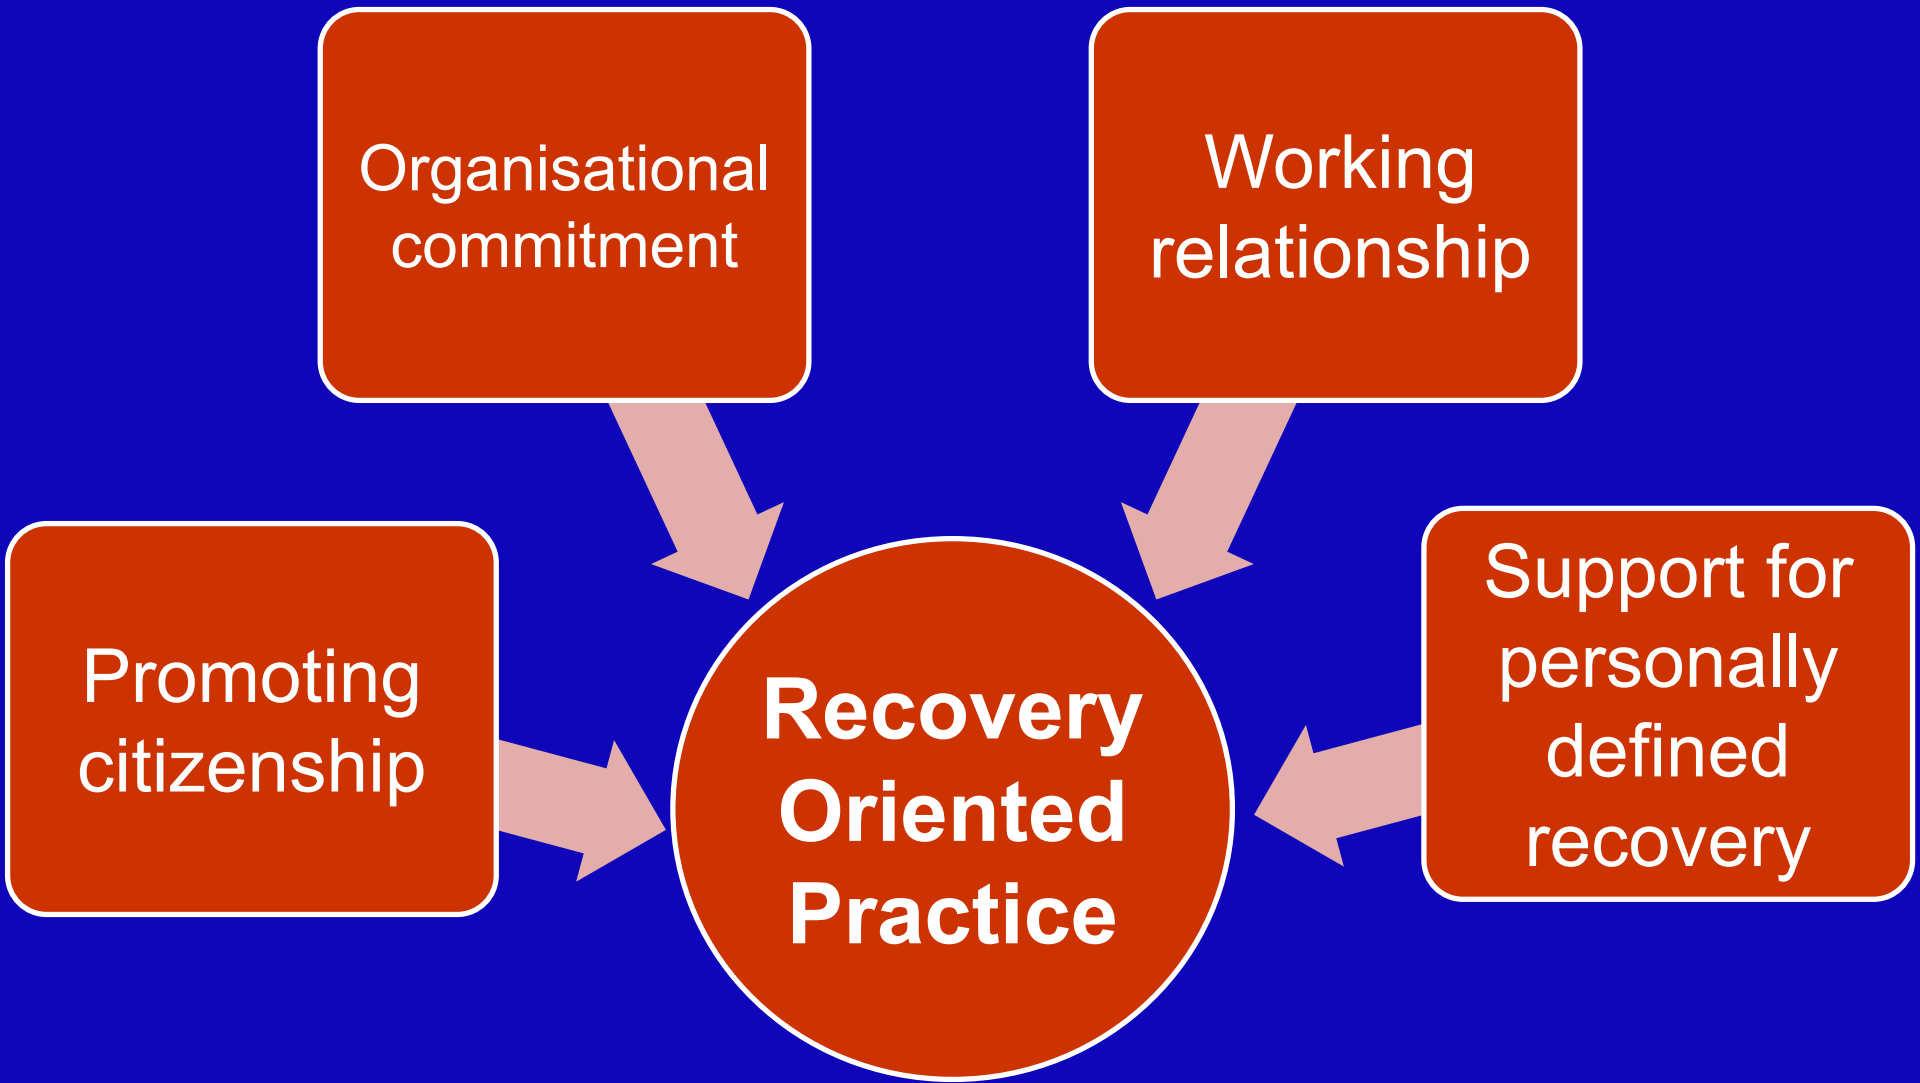 Organisational
commitment
Working
relationship
Promoting
citizenship
Recovery
Oriented
Practice
Support for
personally
defined
recovery